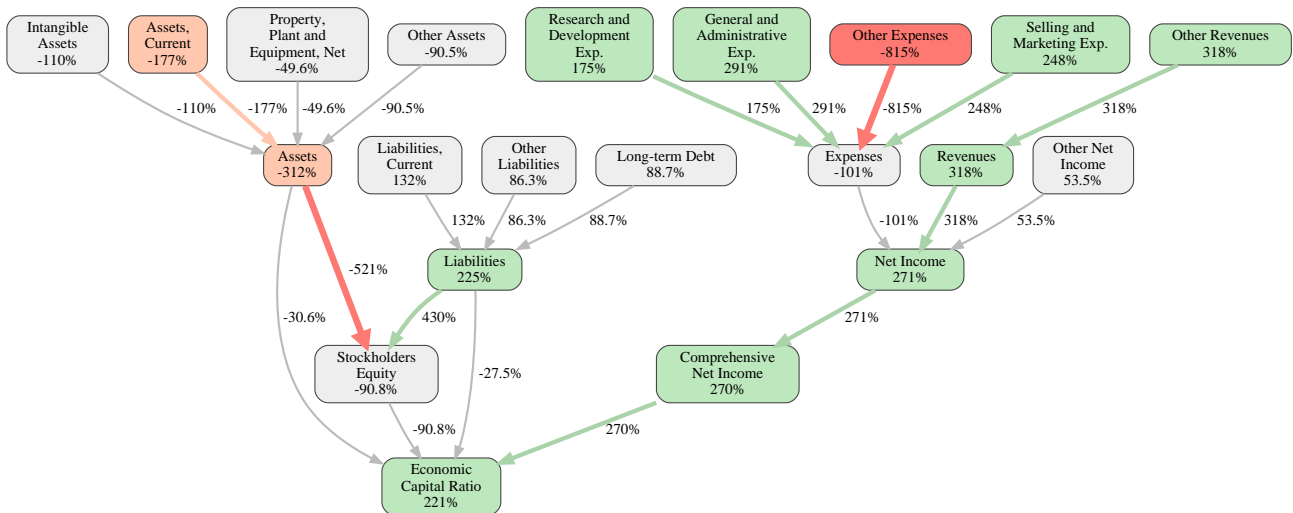 Intangible
Assets
-110%
Assets,
Current
-177%
Property,
Plant and
Equipment, Net
-49.6%
Other Assets
-90.5%
Research and
Development
Exp.
175%
General and
Administrative
Exp.
291%
Other Expenses
-815%
Selling and
Marketing Exp.
248%
Other Revenues
318%
-110%
-177%
-49.6%
-90.5%
175%
291%
-815%
248%
318%
Assets
-312%
Liabilities,
Current
132%
Other
Liabilities
86.3%
Long-term Debt
88.7%
Expenses
-101%
Revenues
318%
Other Net
Income
53.5%
132%
86.3%
88.7%
-101%
318%
53.5%
Liabilities
225%
Net Income
271%
-521%
-30.6%
430%
271%
Stockholders
Equity
-90.8%
-27.5%
Comprehensive
Net Income
270%
-90.8%
270%
Economic
Capital Ratio
221%